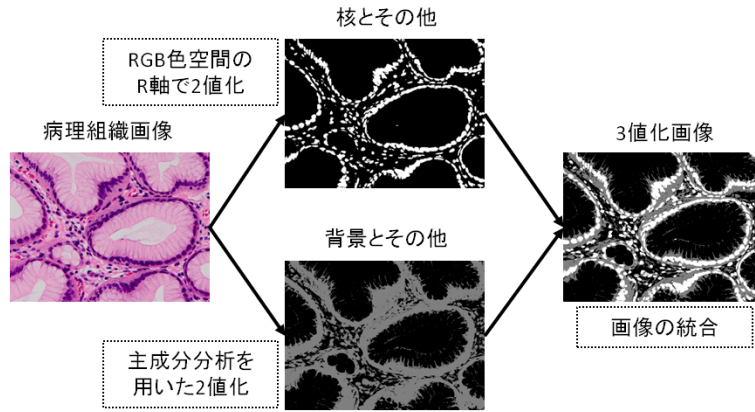 核とその他
RGB色空間の
R軸で2値化
病理組織画像
3値化画像
背景とその他
主成分分析を
用いた2値化
画像の統合